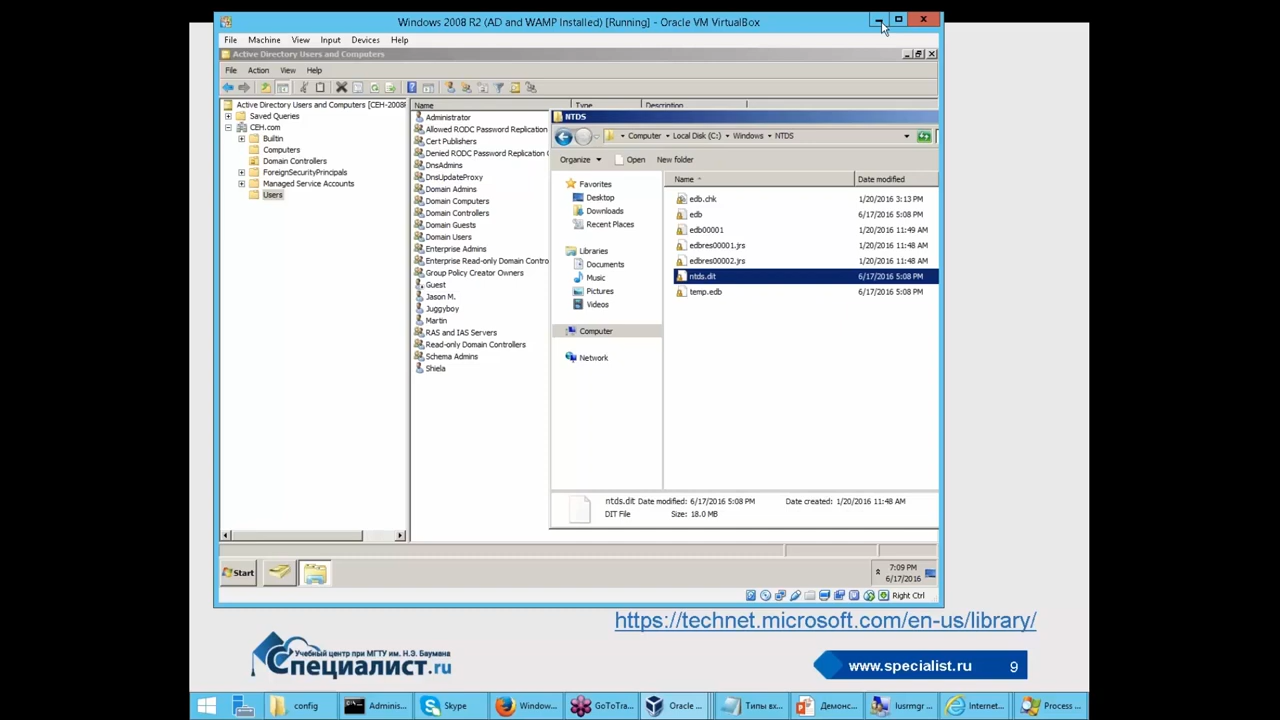 Windows 2008 R2 (AD and WAMP Installed) [Running] - Oracle VM VirtualBox
File Machine Input Devices Help
Active Directory Users and Computers
File Action View Help
Active Directory Users and Computers [CEH-2008R
Saved Queries
CEH.com
Builtin
Computers
Domain Controllers
ForeignSecurityPrincipals
Managed Service Accounts
Users
Name Type Description
Administrator
Allowed RODC Password Replication
Cert Publishers
Denied RODC Password Replication G
DnsAdmins
DnsUpdateProxy
Domain Admins
Domain Computers
Domain Controllers
Domain Guests
Domain Users
Enterprise Admins
Enterprise Read-only Domain Contro
Group Policy Creator Owners
Guest
Jason M.
Juggyboy
Martin
RAS and IAS Servers
Read-only Domain Controllers
Schema Admins
Shiela
NTDS
Computer Local Disk (C:) Windows NTDS
Organize Open New folder
Favorites
Desktop
Downloads
Recent Places
Libraries
Documents
Music
Pictures
Videos
Computer
Network
Name Date modified
edb.chk 1/20/2016 3:13 PM
edb 6/17/2016 5:08 PM
edb00001 1/20/2016 11:49 AM
edbres00001.jrs 1/20/2016 11:48 AM
edbres00002.jrs 1/20/2016 11:48 AM
ntds.dit 6/17/2016 5:08 PM
temp.edb 6/17/2016 5:08 PM
ntds.dit Date modified: 6/17/2016 5:08 PM Date created: 1/20/2016 11:48 AM
DIT File Size: 18.0 MB
Start
7:09 PM
6/17/2016
Right Ctrl
https://technet.microsoft.com/en-us/library/
Учебный центр при МГТУ им. Н.Э. Баумана
Специалист.ru
www.specialist.ru 9
config Adminis... Skype Window... GoToTra... Oracle ... Типы вх... Демонс... lusrmgr ... Internet... Process ...